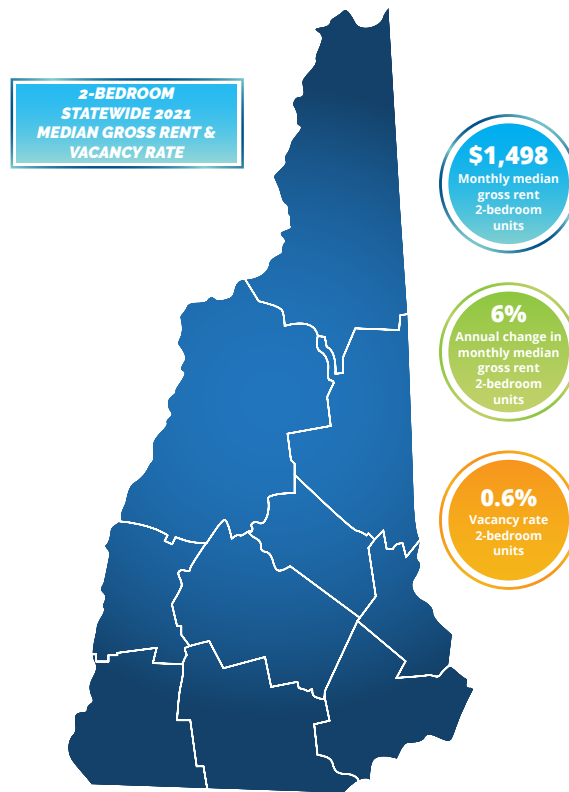 2-BEDROOM
STATEWIDE 2021
MEDIAN GROSS RENT &
VACANCY RATE
$1,498
Monthly median
gross rent
2-bedroom
units
6%
Annual change in
monthly median
gross rent
2-bedroom
units
0.6%
Vacancy rate
2-bedroom
units